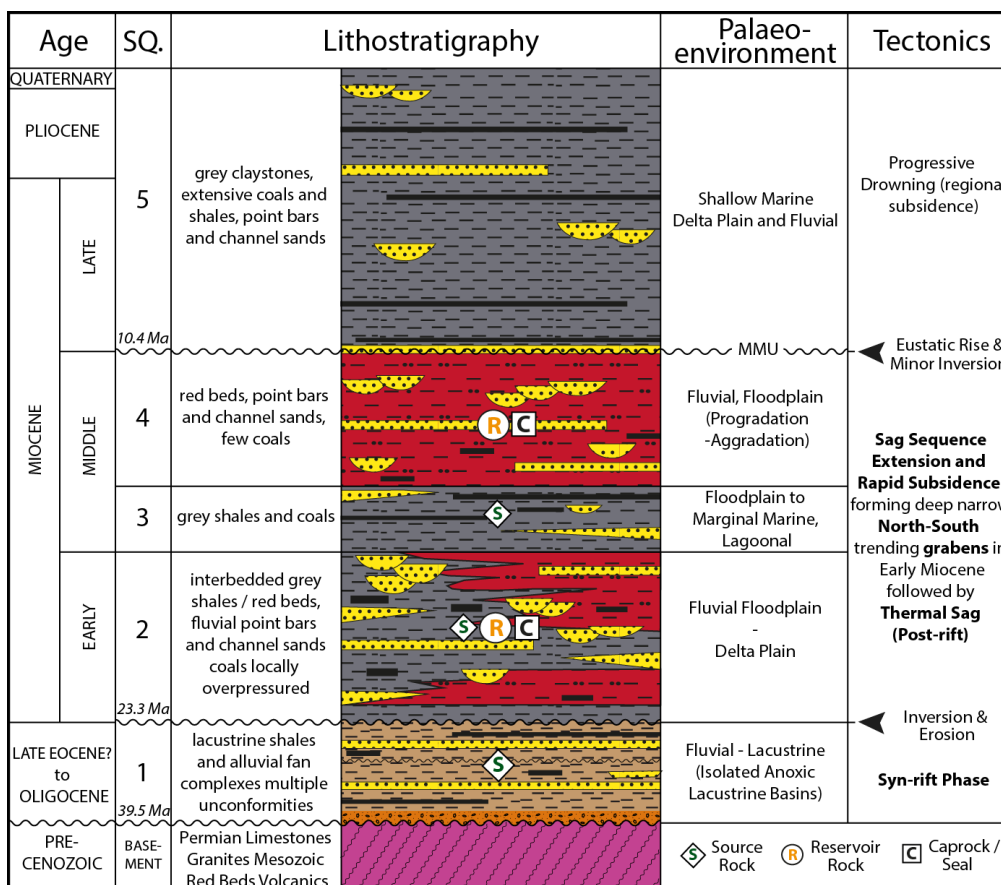 Age
SQ.
Lithostratigraphy
Palaeo-
environment
Tectonics
QUATERNARY
PLIOCENE
MIOCENE
LATE
MIDDLE
EARLY
LATE EOCENE?
to
OLIGOCENE
PRE-
CENOZOIC
5
10.4 Ma
4
3
2
23.3 Ma
1
39.5 Ma
BASE-
MENT
grey claystones,
extensive coals and
shales, point bars
and channel sands
red beds, point bars
and channel sands,
few coals
grey shales and coals
interbedded grey
shales / red beds,
fluvial point bars
and channel sands
coals locally
overpressured
lacustrine shales
and alluvial fan
complexes multiple
unconformities
Permian Limestones
Granites Mesozoic
Red Beds Volcanics
R C
S
S R C
S
Shallow Marine
Delta Plain and Fluvial
MMU
Fluvial, Floodplain
(Progradation
-Aggradation)
Floodplain to
Marginal Marine,
Lagoonal
Fluvial Floodplain
-
Delta Plain
Fluvial - Lacustrine
(Isolated Anoxic
Lacustrine Basins)
Progressive
Drowning (regiona
subsidence)
Eustatic Rise &
Minor Inversion
Sag Sequence
Extension and
Rapid Subsidence
forming deep narrow
North-South
trending grabens in
Early Miocene
followed by
Thermal Sag
(Post-rift)
Inversion &
Erosion
Syn-rift Phase
S Source
Rock
R Reservoir
Rock
C Caprock /
Seal